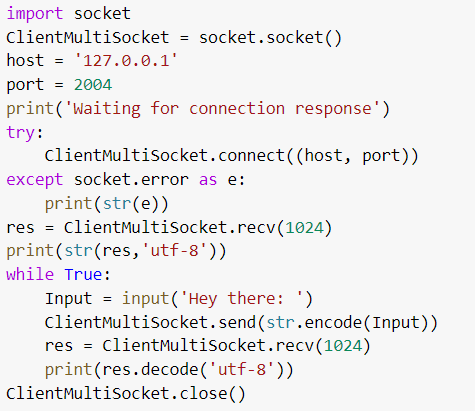 import socket
ClientMultiSocket = socket.socket()
host = '127.0.0.1'
port = 2004
print('Waiting for connection response')
try:
    ClientMultiSocket.connect((host, port))
except socket.error as e:
    print(str(e))
res = ClientMultiSocket.recv(1024)
print(str(res,'utf-8'))
while True:
    Input = input('Hey there: ')
    ClientMultiSocket.send(str.encode(Input))
    res = ClientMultiSocket.recv(1024)
    print(res.decode('utf-8'))
ClientMultiSocket.close()